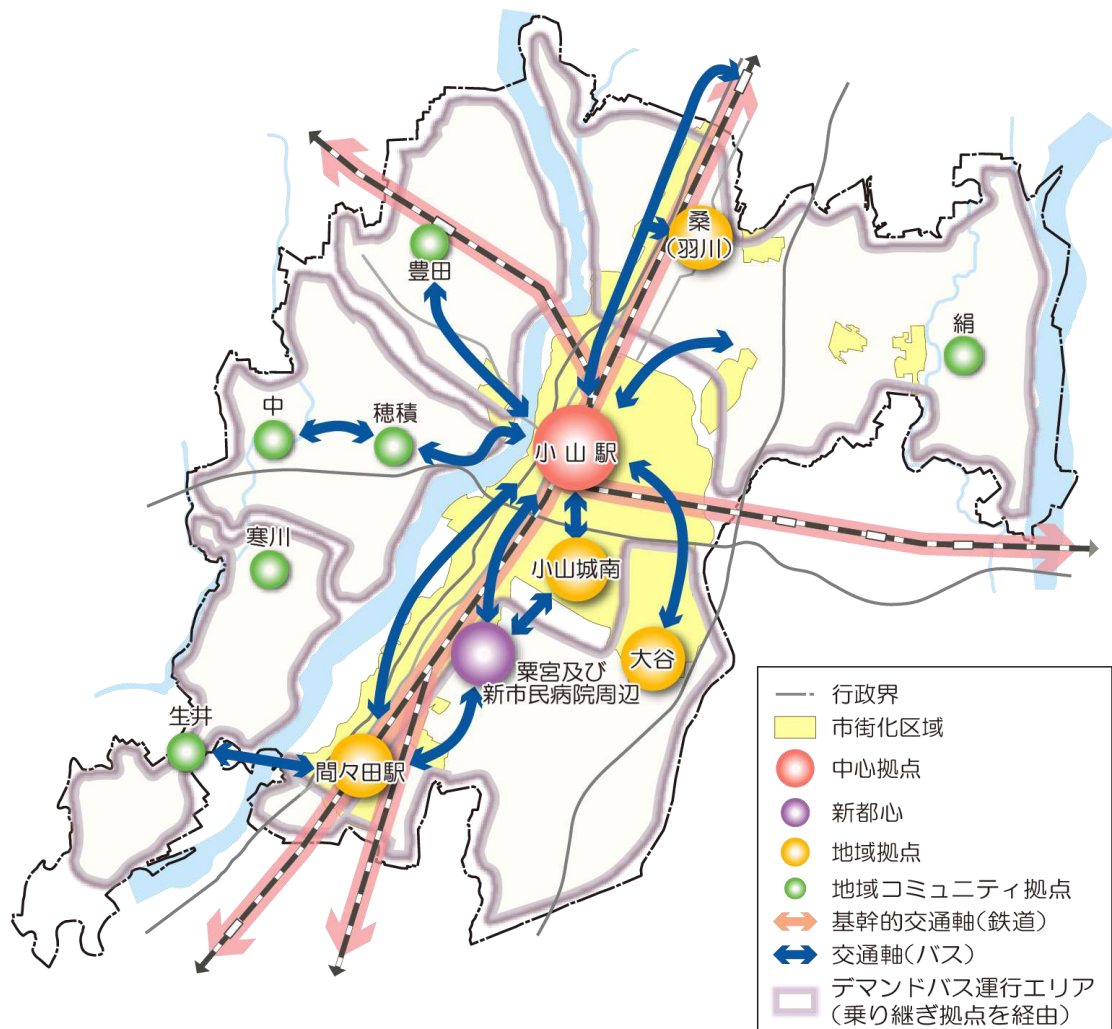 桑
(羽川)
豊田
絹
中
穂積
小山駅
寒川
小山城南
大谷
粟宮及び
新市民病院周辺
生井
間々田駅
行政界
市街化区域
中心拠点
新都心
地域拠点
地域コミュニティ拠点
基幹的交通軸(鉄道)
交通軸(バス)
デマンドバス運行エリア
(乗り継ぎ拠点を経由)